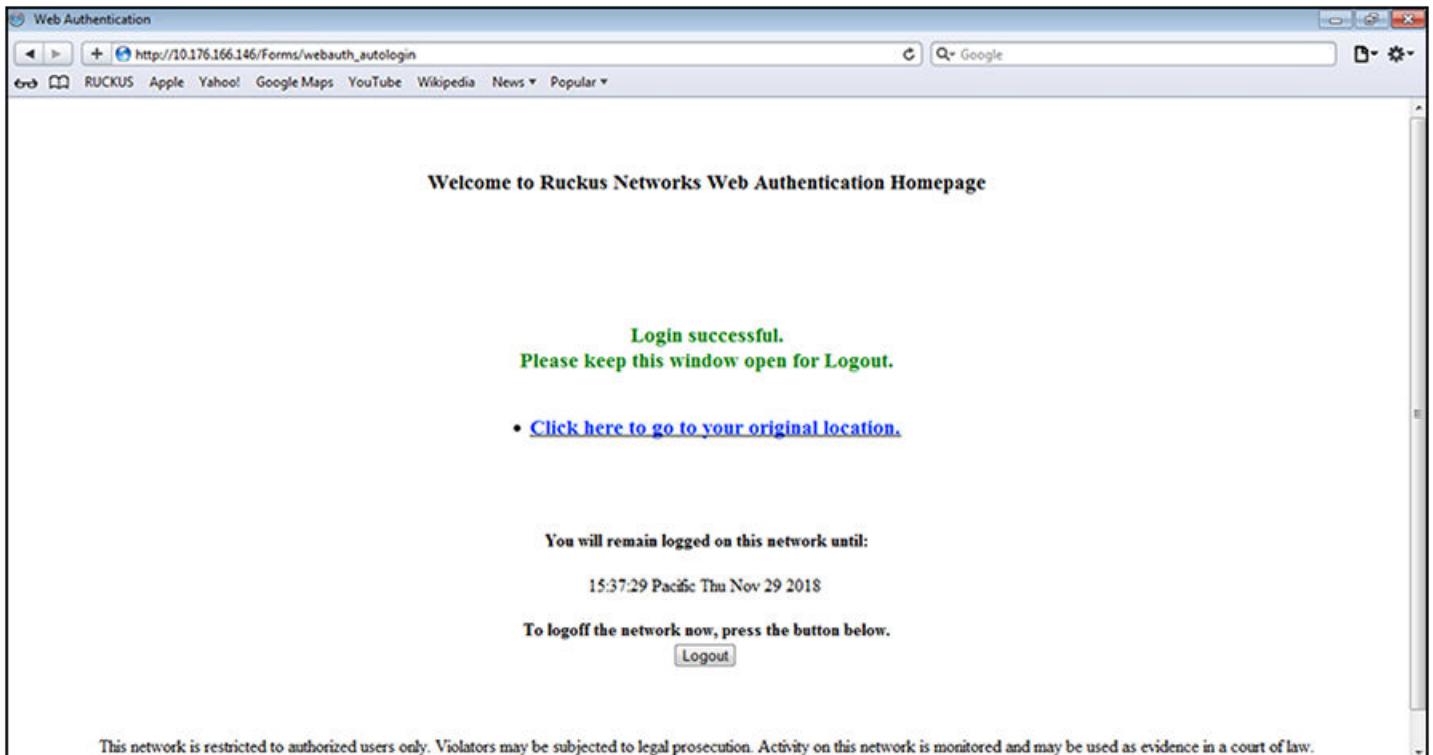 Web Authentication
http://10.176.166.146/Forms/webauth_autologin
Google
RUCKUS Apple Yahoo! Google Maps YouTube Wikipedia News Popular
Welcome to Ruckus Networks Web Authentication Homepage
Login successful.
Please keep this window open for Logout.
• Click here to go to your original location.
You will remain logged on this network until:
15:37:29 Pacific Thu Nov 29 2018
To logoff the network now, press the button below.
Logout
This network is restricted to authorized users only. Violators may be subjected to legal prosecution. Activity on this network is monitored and may be used as evidence in a court of law.